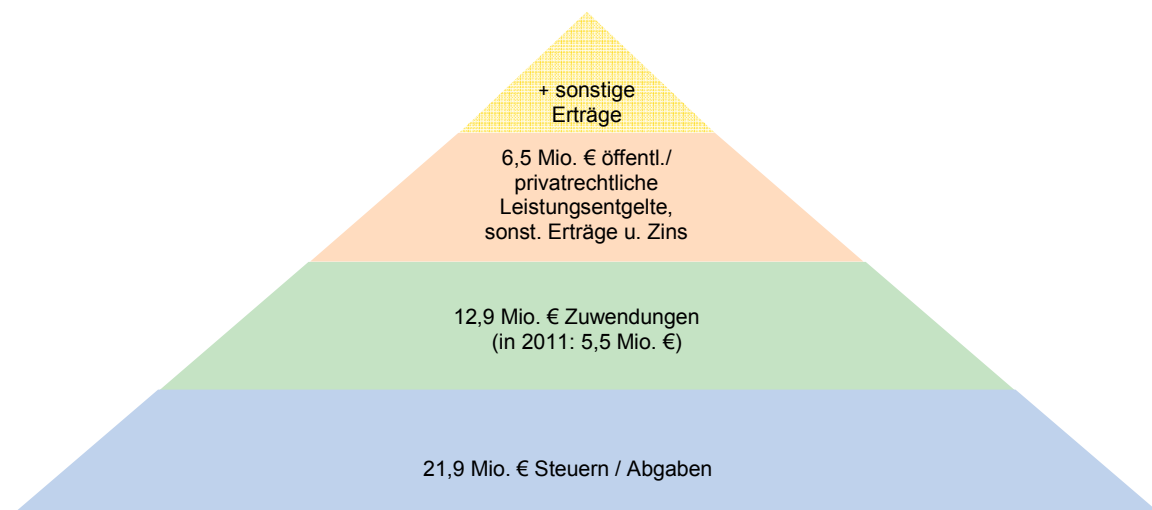 + sonstige
Erträge
6,5 Mio. € öffentl./
privatrechtliche
Leistungsentgelte,
sonst. Erträge u. Zins
12,9 Mio. € Zuwendungen
(in 2011: 5,5 Mio. €)
21,9 Mio. € Steuern / Abgaben